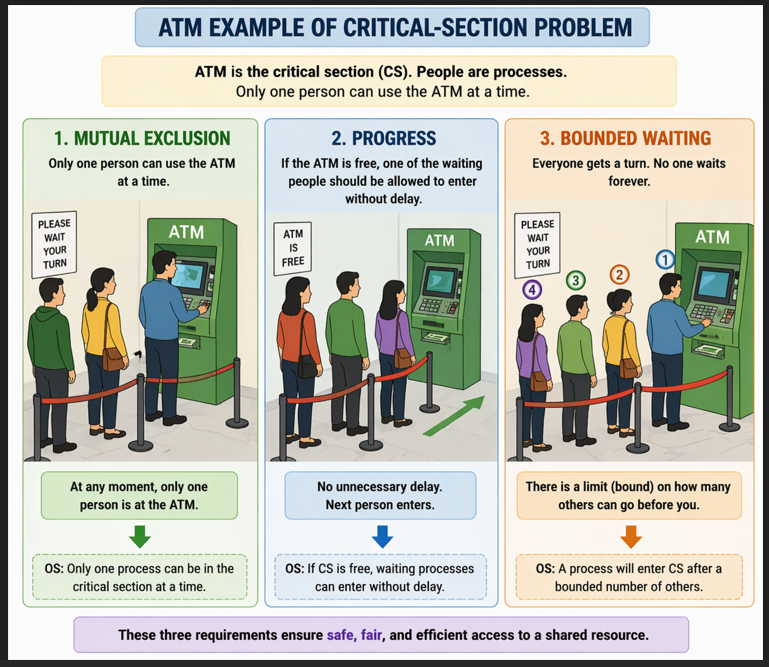 ATM EXAMPLE OF CRITICAL-SECTION PROBLEM
ATM is the critical section (CS). People are processes.
Only one person can use the ATM at a time.
1. MUTUAL EXCLUSION
Only one person can use the ATM
at a time.
PLEASE
WAIT
YOUR
TURN
ATM
At any moment, only one
person is at the ATM.
OS: Only one process can be in the
critical section at a time.
2. PROGRESS
If the ATM is free, one of the waiting
people should be allowed to enter
without delay.
ATM
IS
FREE
ATM
No unnecessary delay.
Next person enters.
OS: If CS is free, waiting processes
can enter without delay.
3. BOUNDED WAITING
Everyone gets a turn. No one waits
forever.
PLEASE
WAIT
YOUR
TURN
4
3
2
1
ATM
There is a limit (bound) on how many
others can go before you.
OS: A process will enter CS after a
bounded number of others.
These three requirements ensure safe, fair, and efficient access to a shared resource.